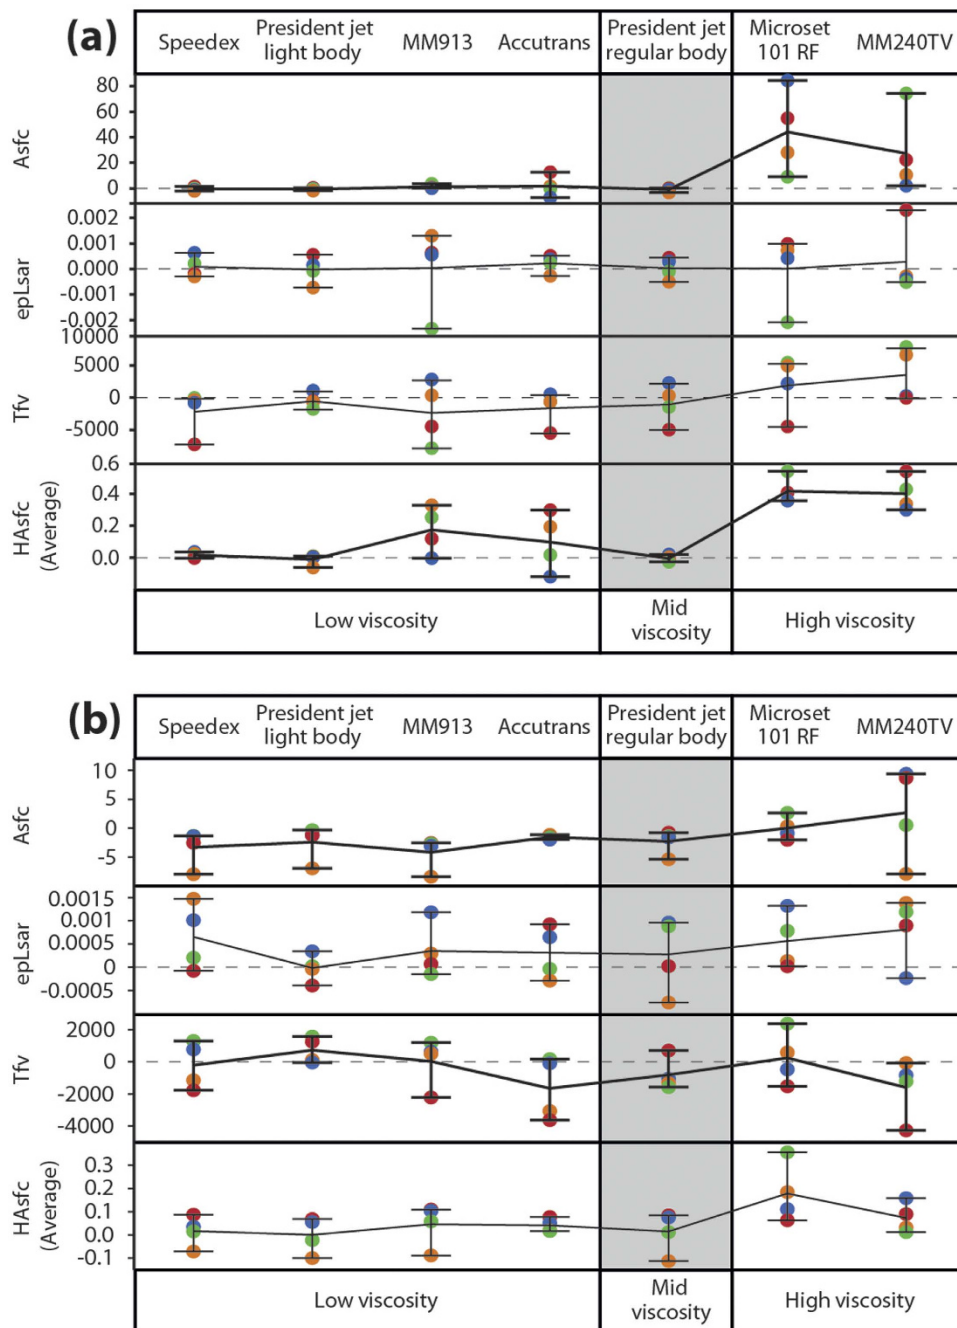 (a)
Speedex
President jet
light body
MM913
Accutrans
President jet
regular body
Microset
101 RF
MM240TV
Asfc
80
60
40
20
0
epLsar
0.002
0.001
0.000
-0.001
-0.002
Tfv
10000
5000
0
-5000
HAsfc
(Average)
0.6
0.4
0.2
0.0
Low viscosity
Mid
viscosity
High viscosity
(b)
Speedex
President jet
light body
MM913
Accutrans
President jet
regular body
Microset
101 RF
MM240TV
Asfc
10
5
0
-5
epLsar
0.0015
0.001
0.0005
0
-0.0005
Tfv
2000
0
-2000
-4000
HAsfc
(Average)
0.3
0.2
0.1
0.0
-0.1
Low viscosity
Mid
viscosity
High viscosity